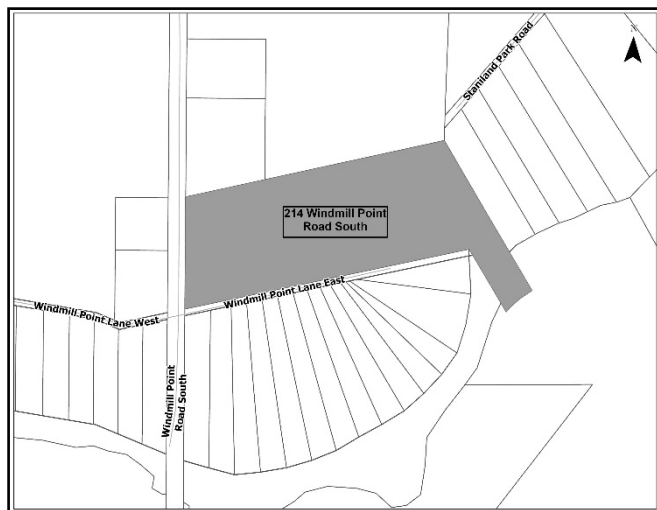 N
Staniland Park Road
214 Windmill Point
Road South
Windmill Point Lane East
Windmill Point Lane West
Windmill Point
Road South